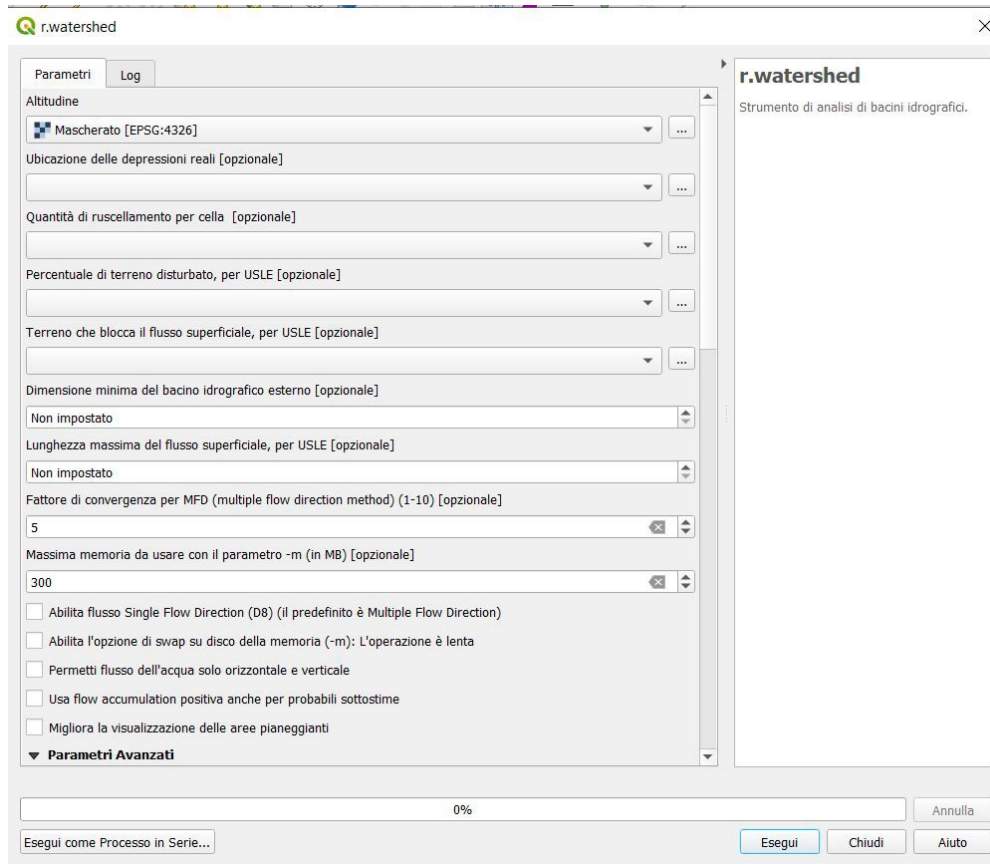 r.watershed
Parametri
Log
Altitudine
Mascherato [EPSG:4326]
...
Ubicazione delle depressioni reali [opzionale]
...
Quantità di ruscellamento per cella [opzionale]
...
Percentuale di terreno disturbato, per USLE [opzionale]
...
Terreno che blocca il flusso superficiale, per USLE [opzionale]
...
Dimensione minima del bacino idrografico esterno [opzionale]
Non impostato
Lunghezza massima del flusso superficiale, per USLE [opzionale]
Non impostato
Fattore di convergenza per MFD (multiple flow direction method) (1-10) [opzionale]
5
Massima memoria da usare con il parametro -m (in MB) [opzionale]
300
Abilita flusso Single Flow Direction (D8) (il predefinito è Multiple Flow Direction)
Abilita l'opzione di swap su disco della memoria (-m): L'operazione è lenta
Permetti flusso dell'acqua solo orizzontale e verticale
Usa flow accumulation positiva anche per probabili sottostime
Migliora la visualizzazione delle aree pianeggianti
Parametri Avanzati
r.watershed
Strumento di analisi di bacini idrografici.
0%
Annulla
Esegui come Processo in Serie...
Esegui
Chiudi
Aiuto